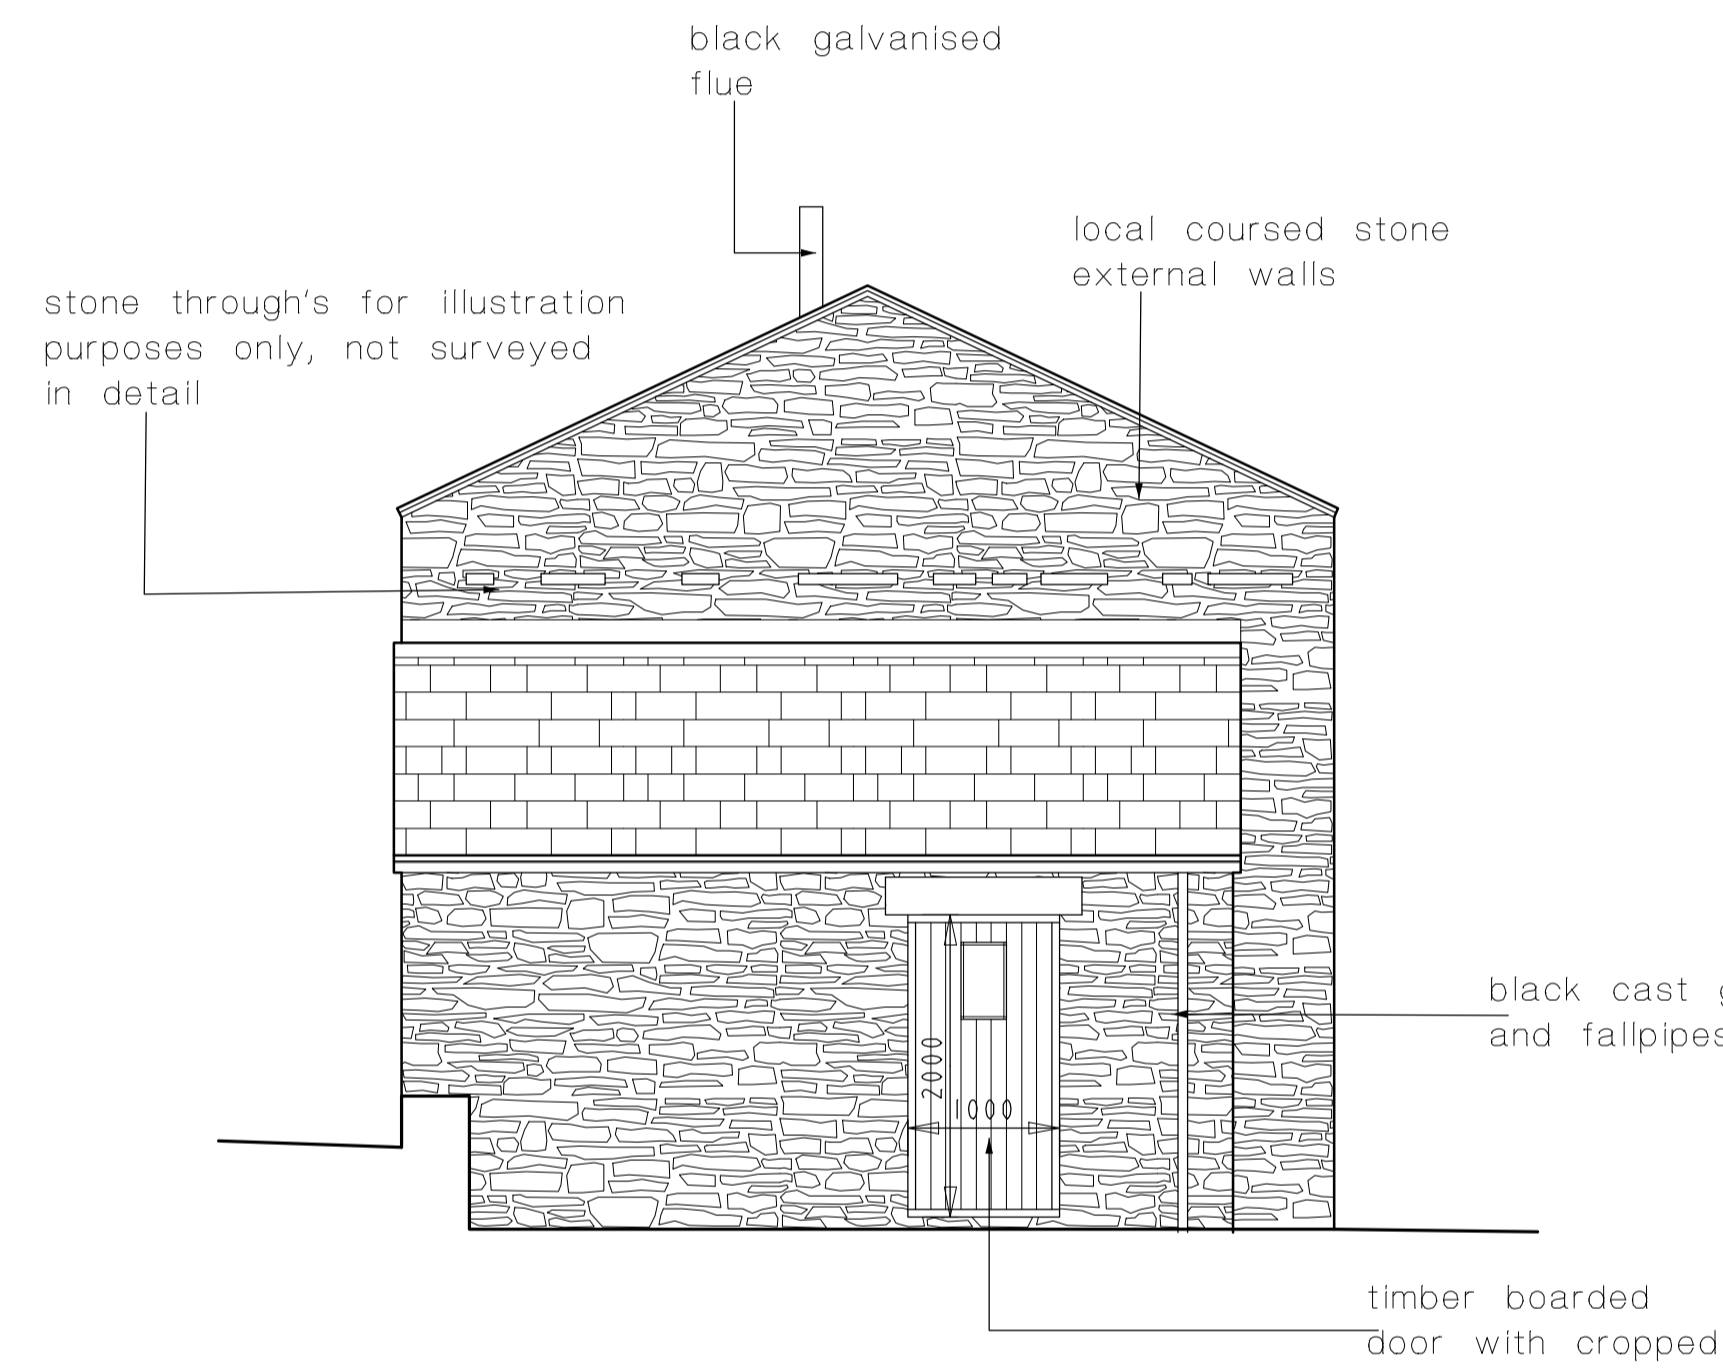 black galvanised
flue
local coursed stone
external walls
stone through's for illustration
purposes only, not surveyed
in detail
black cast
and fallpipes
2000
1000
timber boarded
door with cropped